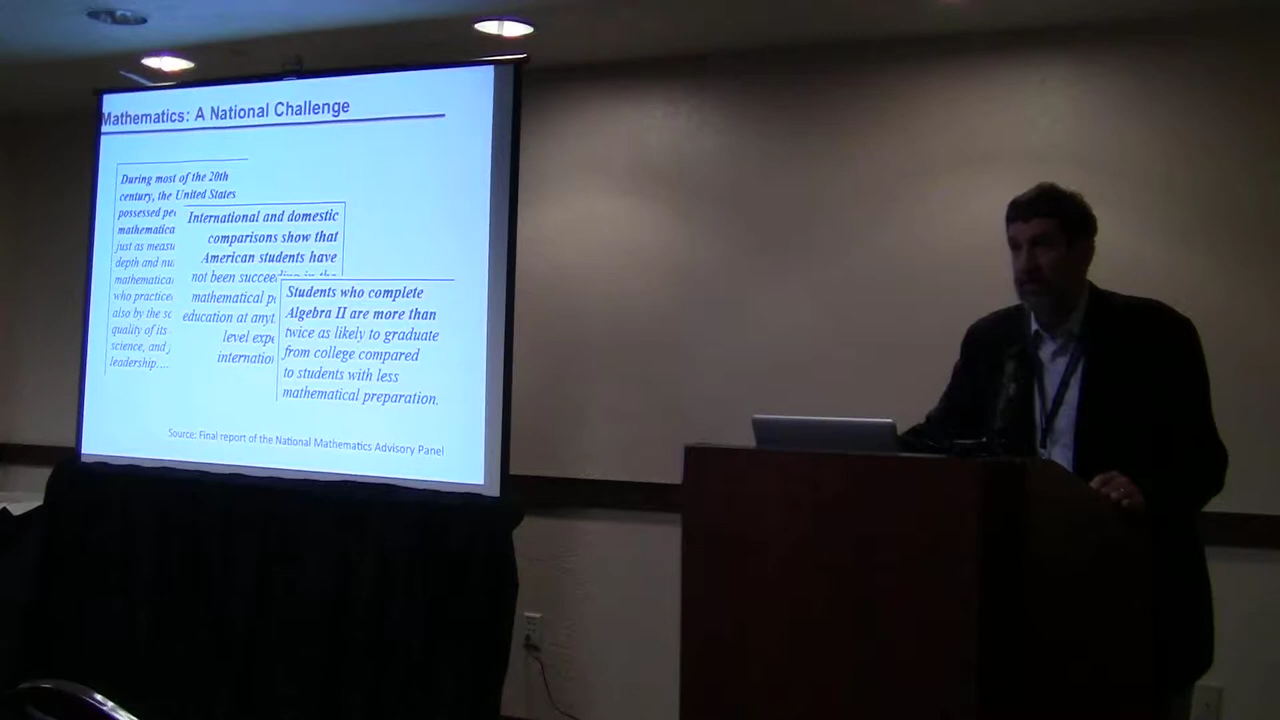 Mathematics: A National Challenge
During most of the 20th
century, the United States
possessed
mathematica
just as measu
depth and
mathematica
who practice
also by the
quality of its
science, and
leadership....
International and domestic
comparisons show that
American students have
not been succeeding in the
mathematical
education at
level
internatio
Students who complete
Algebra II are more than
twice as likely to graduate
from college compared
to students with less
mathematical preparation.
Source: Final report of the National Mathematics Advisory Panel